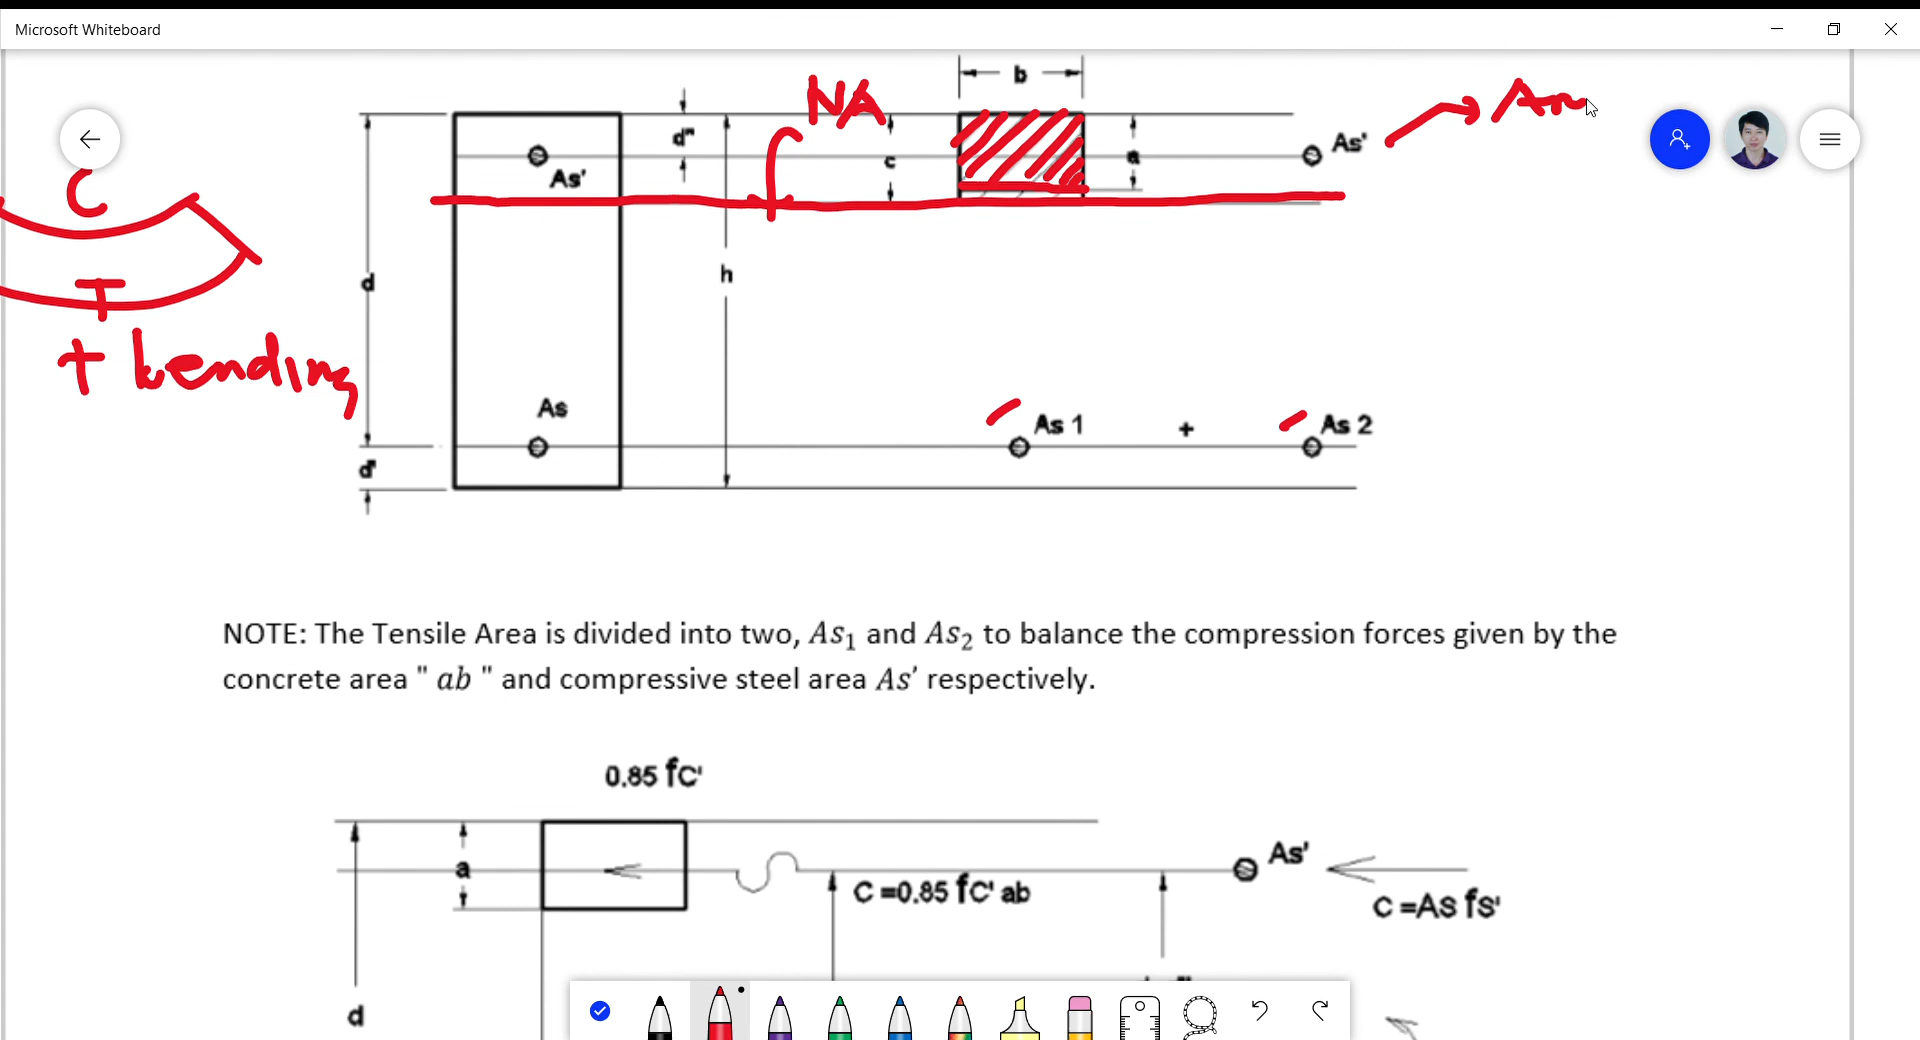 Microsoft Whiteboard
b
NA
d"
c
a
As'
As'
C
T
+ bending
d
h
As
As 1
+
As 2
d'
NOTE: The Tensile Area is divided into two, As₁ and As₂ to balance the compression forces given by the
concrete area " ab " and compressive steel area As' respectively.
0.85 fc'
a
As'
C =0.85 fc' ab
C =As fs'
d